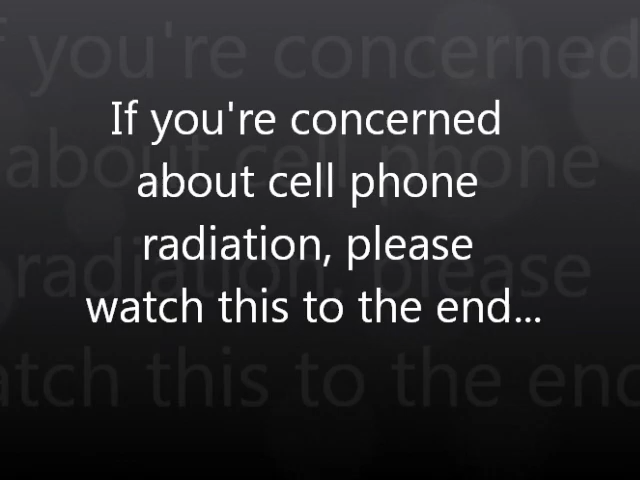 If you're concerned
about cell phone
radiation, please
watch this to the end...